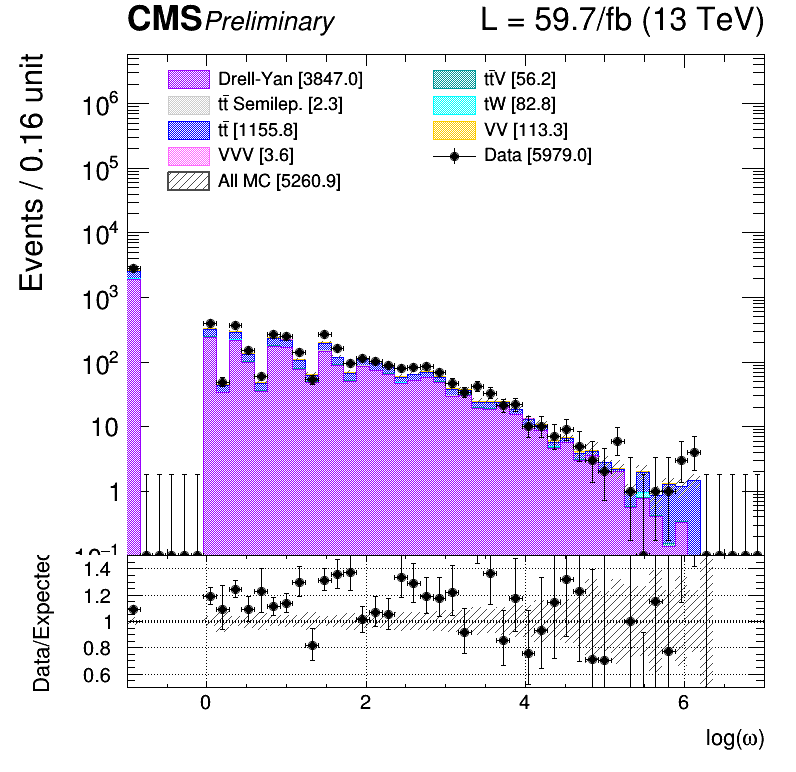 CMS Preliminary L = 59.7/fb (13 TeV)
Events / 0.16 unit
Drell-Yan [3847.0]
tt̄ Semilep. [2.3]
tt̄ [1155.8]
VVV [3.6]
All MC [5260.9]
tt̄V [56.2]
tW [82.8]
VV [113.3]
Data [5979.0]
10⁶
10⁵
10⁴
10³
10²
10
1
10⁻¹
Data/Expected
1.4
1.2
1
0.8
0.6
0 2 4 6
log(ω)